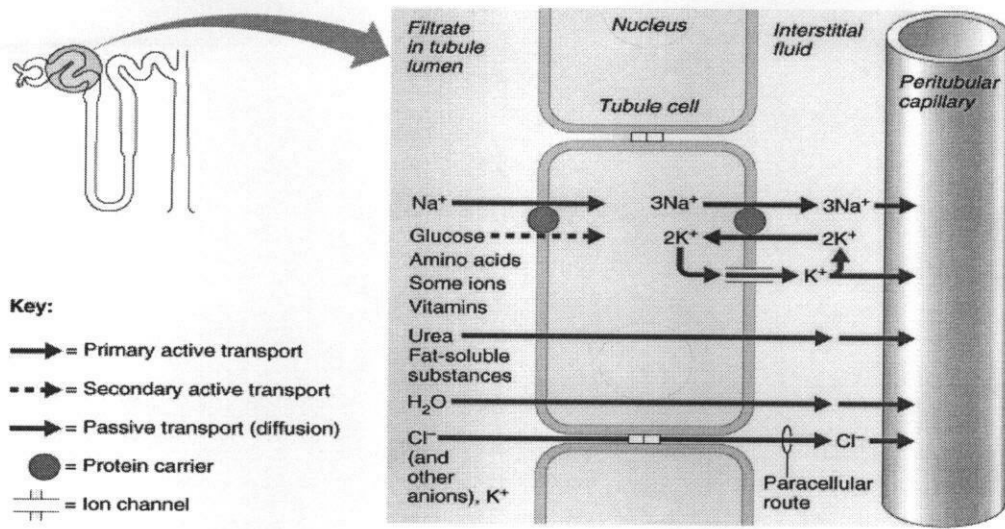 Filtrate
in tubule
lumen
Nucleus
Interstitial
fluid
Peritubular
capillary
Tubule cell
Na⁺
3Na⁺
3Na⁺
Glucose
2K⁺
2K⁺
Amino acids
Some ions
K⁺
Vitamins
Urea
Fat-soluble
substances
H₂O
Cl⁻
(and
other
anions), K⁺
Cl⁻
Paracellular
route
Key:
= Primary active transport
= Secondary active transport
= Passive transport (diffusion)
= Protein carrier
= Ion channel